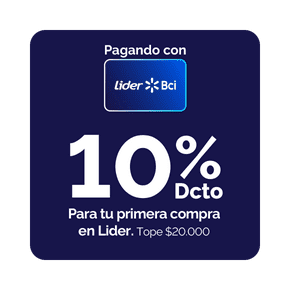 Pagando con
Lider Bci
10%
Dcto
Para tu primera compra
en Lider. Tope $20.000